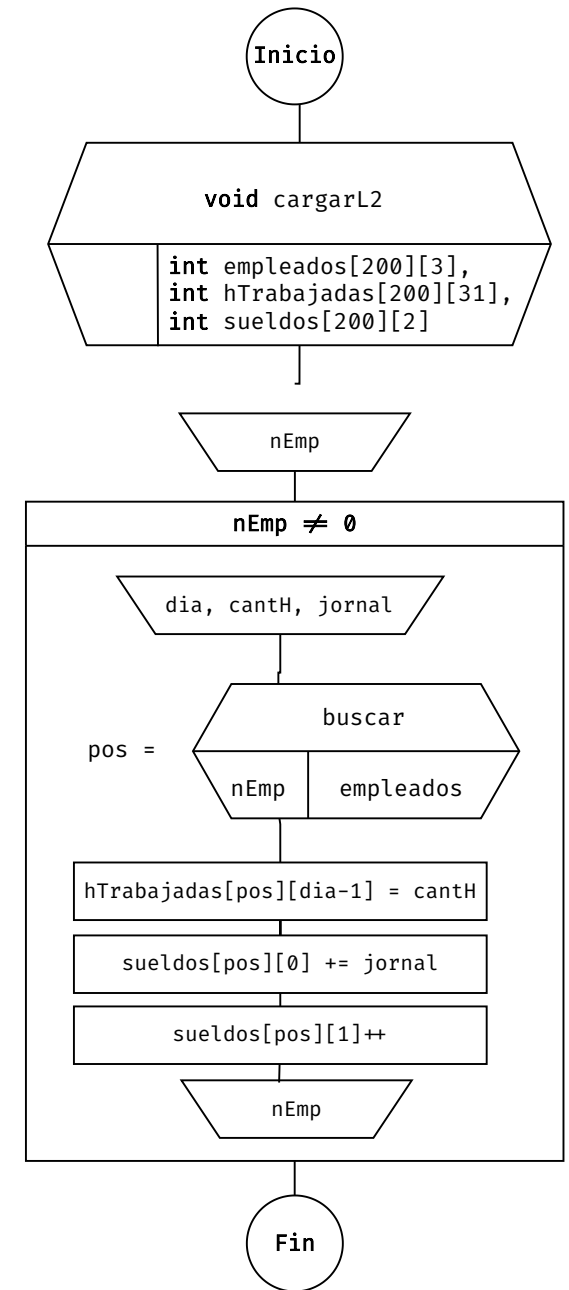 Inicio
void cargarL2
int empleados[200][3],
int hTrabajadas[200][31],
int sueldos[200][2]
nEmp
nEmp ≠ 0
dia, cantH, jornal
buscar
pos =
nEmp
empleados
hTrabajadas[pos][dia-1] = cantH
sueldos[pos][0] += jornal
sueldos[pos][1]++
nEmp
Fin